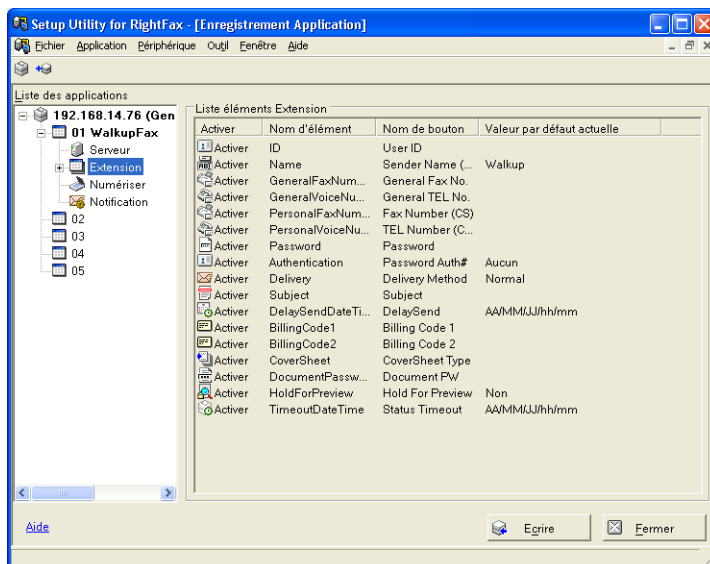 Setup Utility for RightFax - [Enregistrement Application]
Fichier Application Périphérique Outil Fenêtre Aide
Liste des applications
192.168.14.76 (Gen
01 WalkupFax
Serveur
Extension
Numériser
Notification
02
03
04
05
Liste éléments Extension
Activer Nom d'élément Nom de bouton Valeur par défaut actuelle
Activer ID User ID
Activer Name Sender Name (... Walkup
Activer GeneralFaxNum... General Fax No.
Activer GeneralVoiceNu... General TEL No.
Activer PersonalFaxNum... Fax Number (CS)
Activer PersonalVoiceNu... TEL Number (C...
Activer Password Password
Activer Authentication Password Auth# Aucun
Activer Delivery Delivery Method Normal
Activer Subject Subject
Activer DelaySendDateTi... DelaySend AA/MM/JJ/hh/mm
Activer BillingCode1 Billing Code 1
Activer BillingCode2 Billing Code 2
Activer CoverSheet CoverSheet Type
Activer DocumentPassw... Document PW
Activer HoldForPreview Hold For Preview Non
Activer TimeoutDateTime Status Timeout AA/MM/JJ/hh/mm
Aide
Ecrire
Fermer